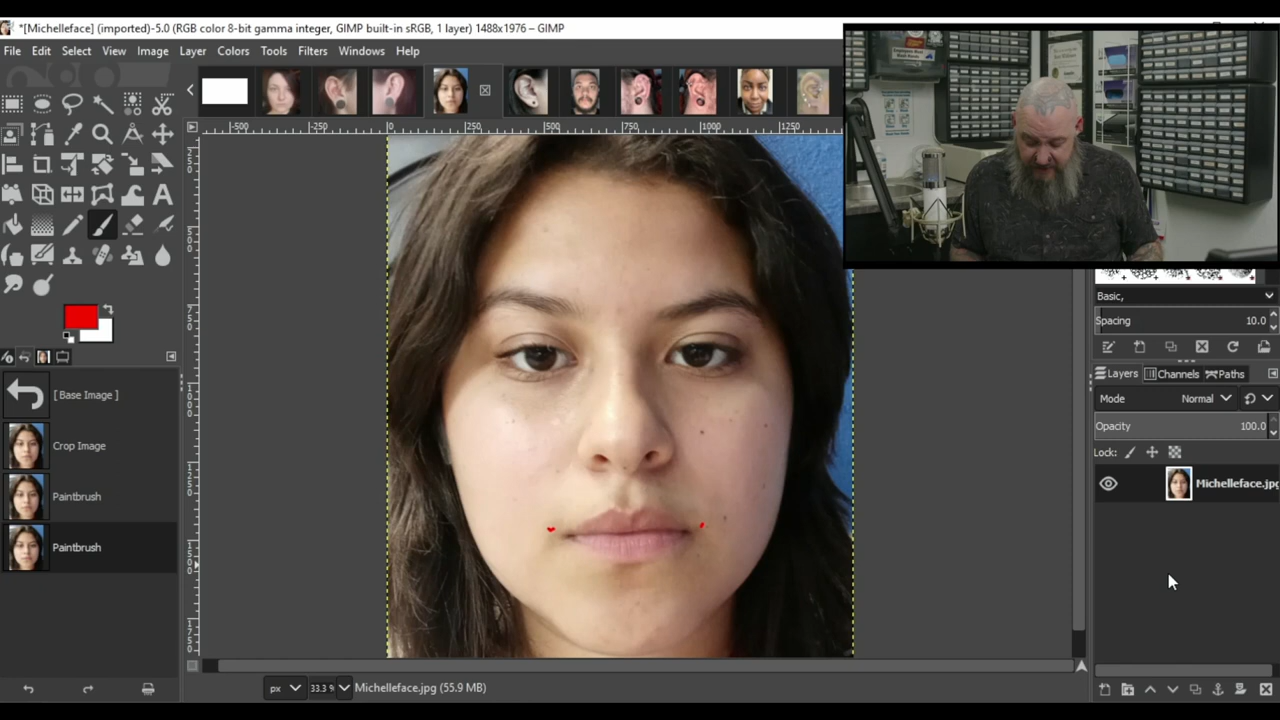 *[Michelleface] (imported)-5.0 (RGB color 8-bit gamma integer, GIMP built-in sRGB, 1 layer) 1488x1976 – GIMP
File Edit Select View Image Layer Colors Tools Filters Windows Help
-500 -250 0 250 500 750 1000 1250
[ Base Image ]
Crop Image
Paintbrush
Paintbrush
Basic,
Spacing 10.0
Layers Channels Paths
Mode Normal
Opacity 100.0
Lock:
Michelleface.jpg
px 33.3 % Michelleface.jpg (55.9 MB)